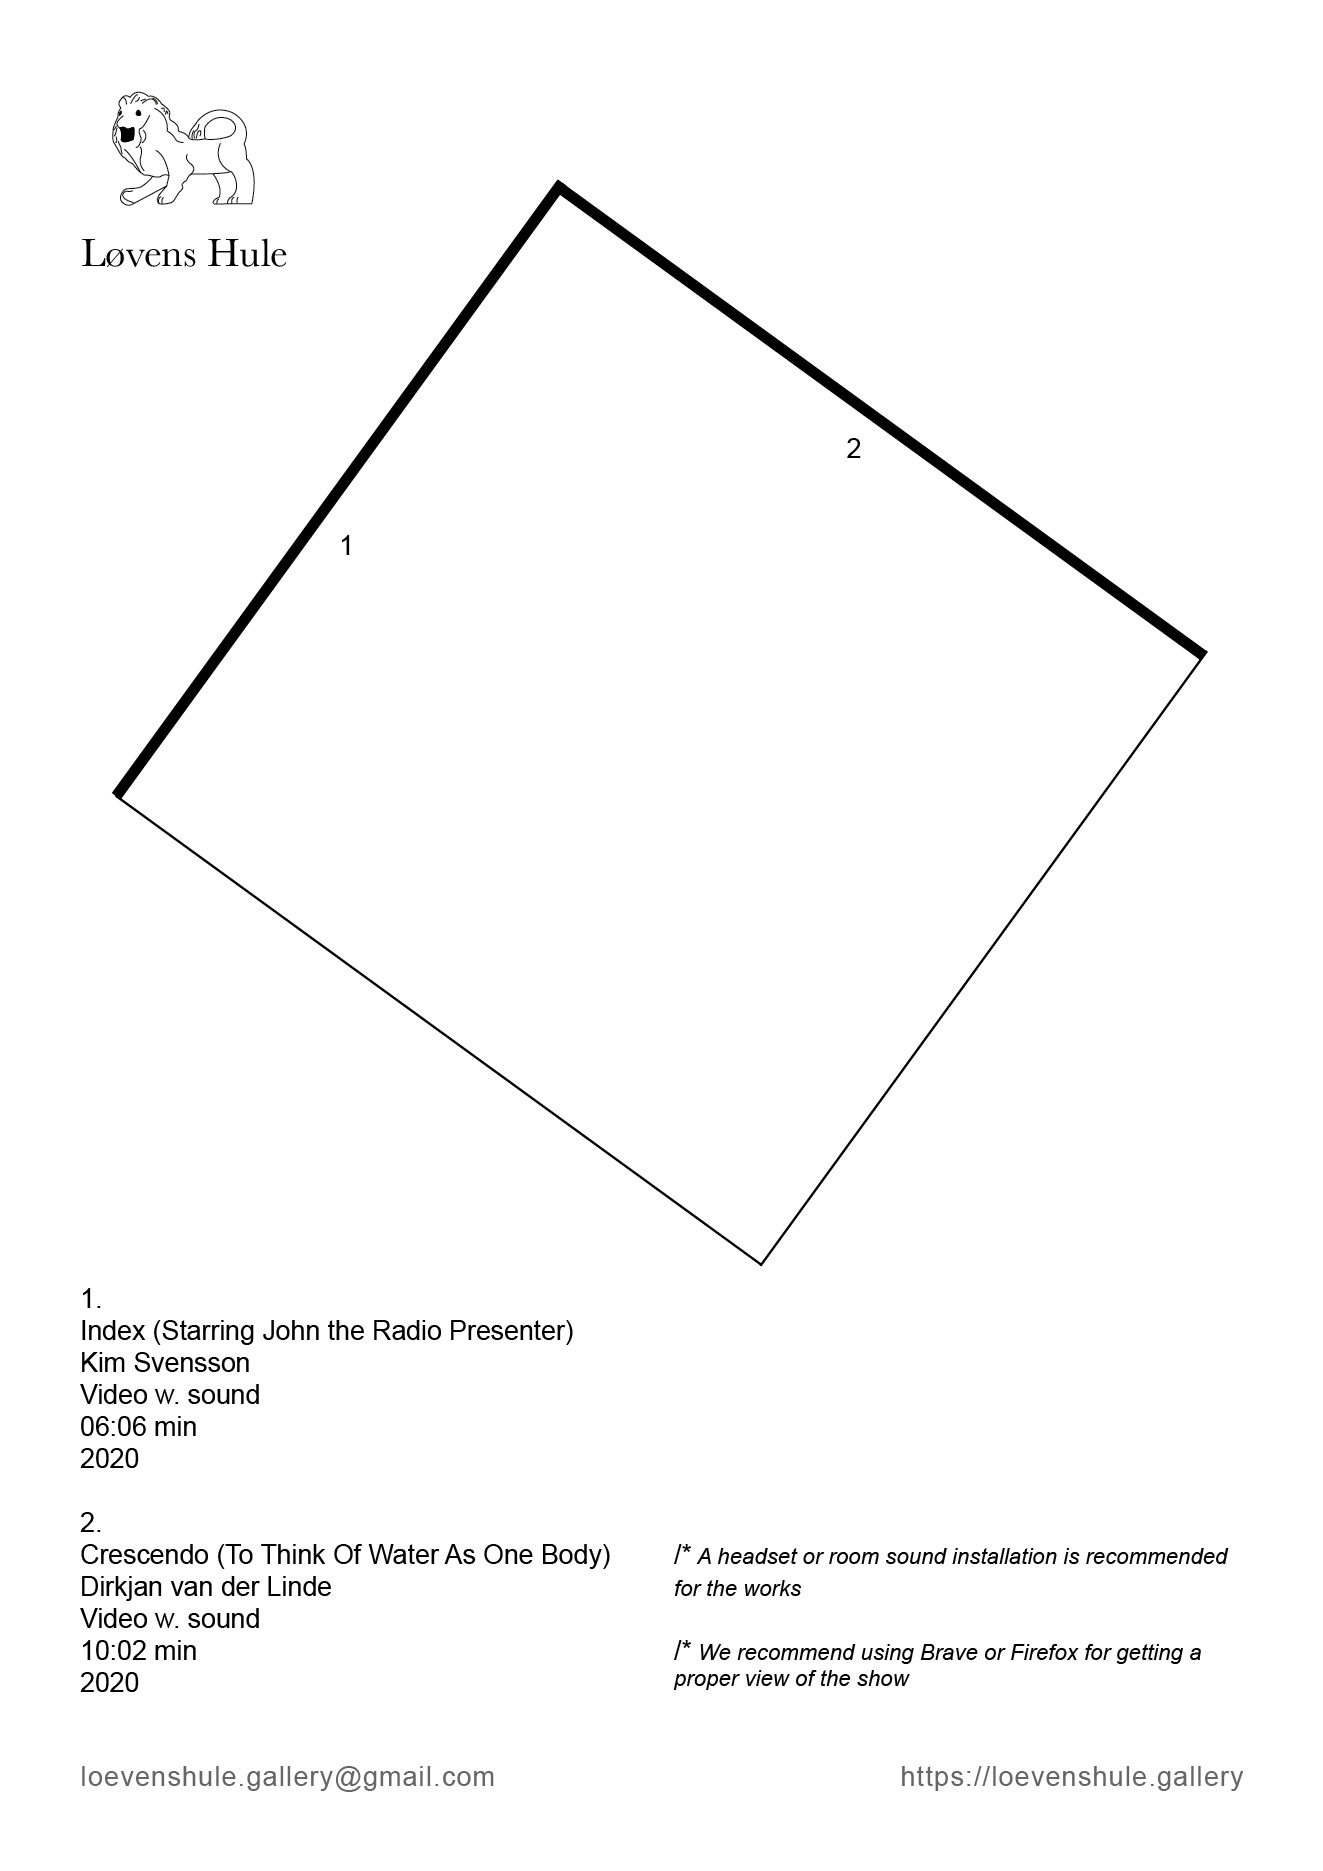 Løvens Hule
2
1
1.
Index (Starring John the Radio Presenter)
Kim Svensson
Video w. sound
06:06 min
2020
2.
Crescendo (To Think Of Water As One Body)
Dirkjan van der Linde
Video w. sound
10:02 min
2020
/* A headset or room sound installation is recommended
for the works
/* We recommend using Brave or Firefox for getting a
proper view of the show
loevenshule.gallery@gmail.com
https://loevenshule.gallery